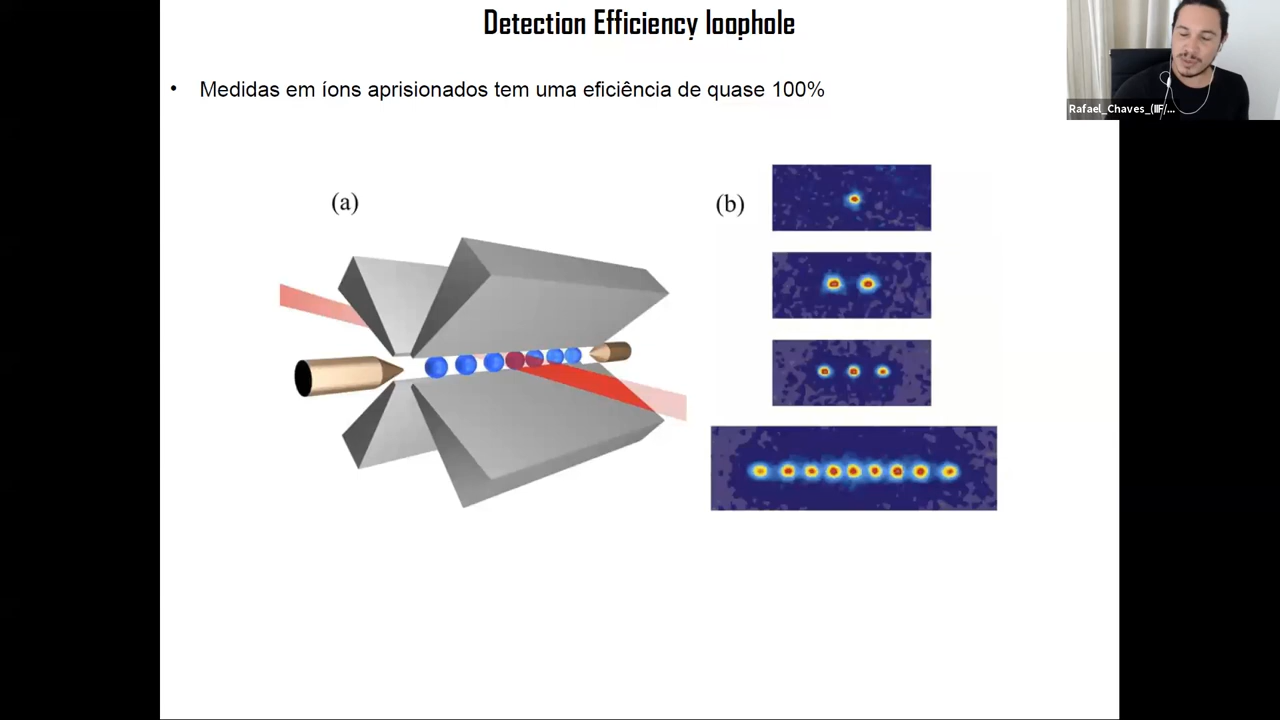 Detection Efficiency loophole
Rafael_Chaves_(IIF/...
• Medidas em íons aprisionados tem uma eficiência de quase 100%
(a)
(b)